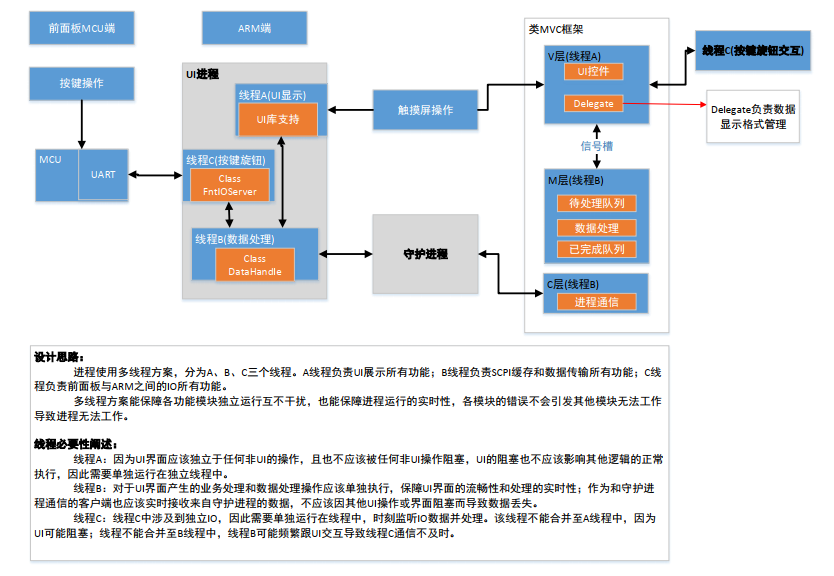 前面板MCU端
ARM端
类MVC框架
按键操作
MCU
UART
UI进程
线程A(UI显示)
UI库支持
线程C(按键旋钮)
Class
FntIOServer
线程B(数据处理)
Class
DataHandle
触摸屏操作
守护进程
V层(线程A)
UI控件
Delegate
信号槽
M层(线程B)
待处理队列
数据处理
已完成队列
C层(线程B)
进程通信
线程C(按键旋钮交互)
Delegate负责数据
显示格式管理
设计思路：
进程使用多线程方案，分为A、B、C三个线程。A线程负责UI展示所有功能；B线程负责SCPI缓存和数据传输所有功能；C线
程负责前面板与ARM之间的IO所有功能。
多线程方案能保障各功能模块独立运行互不干扰，也能保障进程运行的实时性，各模块的错误不会引发其他模块无法工作
导致进程无法工作。
线程必要性阐述：
线程A：因为UI界面应该独立于任何非UI的操作，且也不应该被任何非UI操作阻塞，UI的阻塞也不应该影响其他逻辑的正常
执行，因此需要单独运行在独立线程中。
线程B：对于UI界面产生的业务处理和数据处理操作应该单独执行，保障UI界面的流畅性和处理的实时性；作为和守护进
程通信的客户端也应该实时接收来自守护进程的数据，不应该因其他UI操作或界面阻塞而导致数据丢失。
线程C：线程C中涉及到独立IO，因此需要单独运行在线程中，时刻监听IO数据并处理。该线程不能合并至A线程中，因为
UI可能阻塞；线程不能合并至B线程中，线程B可能频繁跟UI交互导致线程C通信不及时。